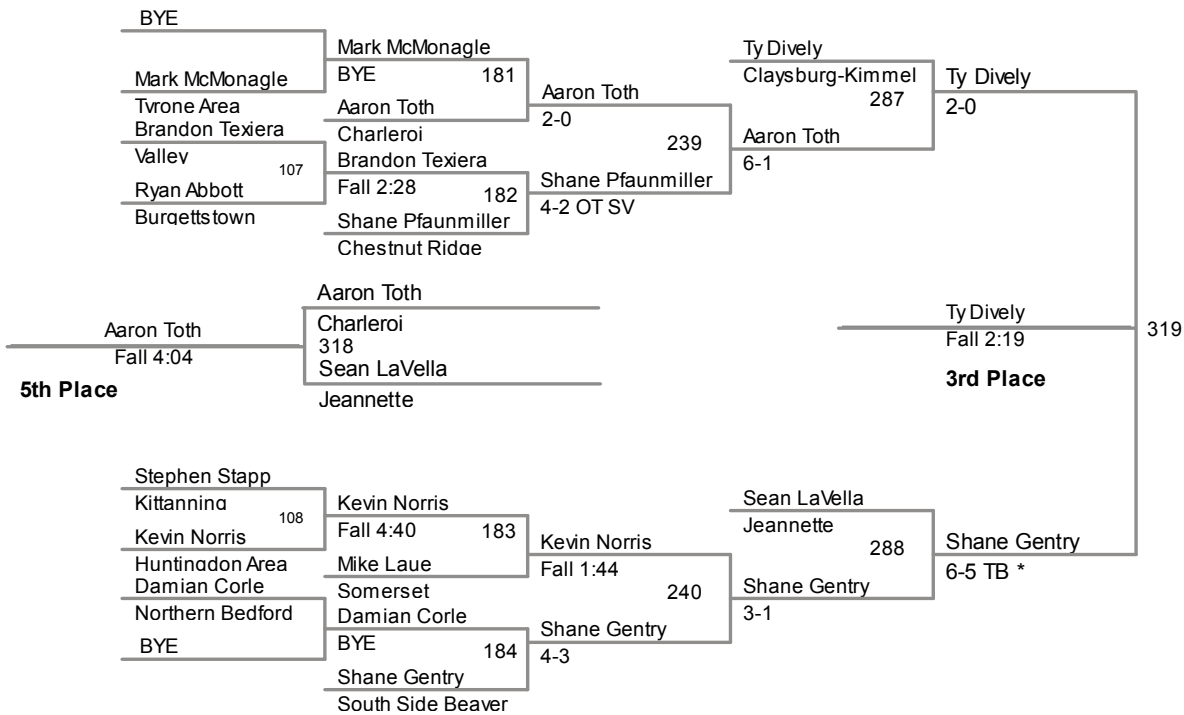 BYE
Mark McMonagle
Tyrone Area
Brandon Texiera
Valley
107
Ryan Abbott
Burgettstown
Mark McMonagle
BYE
181
Aaron Toth
Charleroi
Brandon Texiera
Fall 2:28
182
Shane Pfaunmiller
Chestnut Ridge
Aaron Toth
2-0
239
Shane Pfaunmiller
4-2 OT SV
Ty Dively
Claysburg-Kimmel
287
Aaron Toth
6-1
Ty Dively
2-0
Aaron Toth
Charleroi
318
Sean LaVella
Jeannette
Aaron Toth
Fall 4:04
5th Place
Ty Dively
Fall 2:19
3rd Place
319
Stephen Stapp
Kittanning
108
Kevin Norris
Huntingdon Area
Damian Corle
Northern Bedford
BYE
Kevin Norris
Fall 4:40
183
Mike Laue
Somerset
Damian Corle
BYE
184
Shane Gentry
South Side Beaver
Kevin Norris
Fall 1:44
240
Shane Gentry
4-3
Sean LaVella
Jeannette
288
Shane Gentry
3-1
Shane Gentry
6-5 TB *